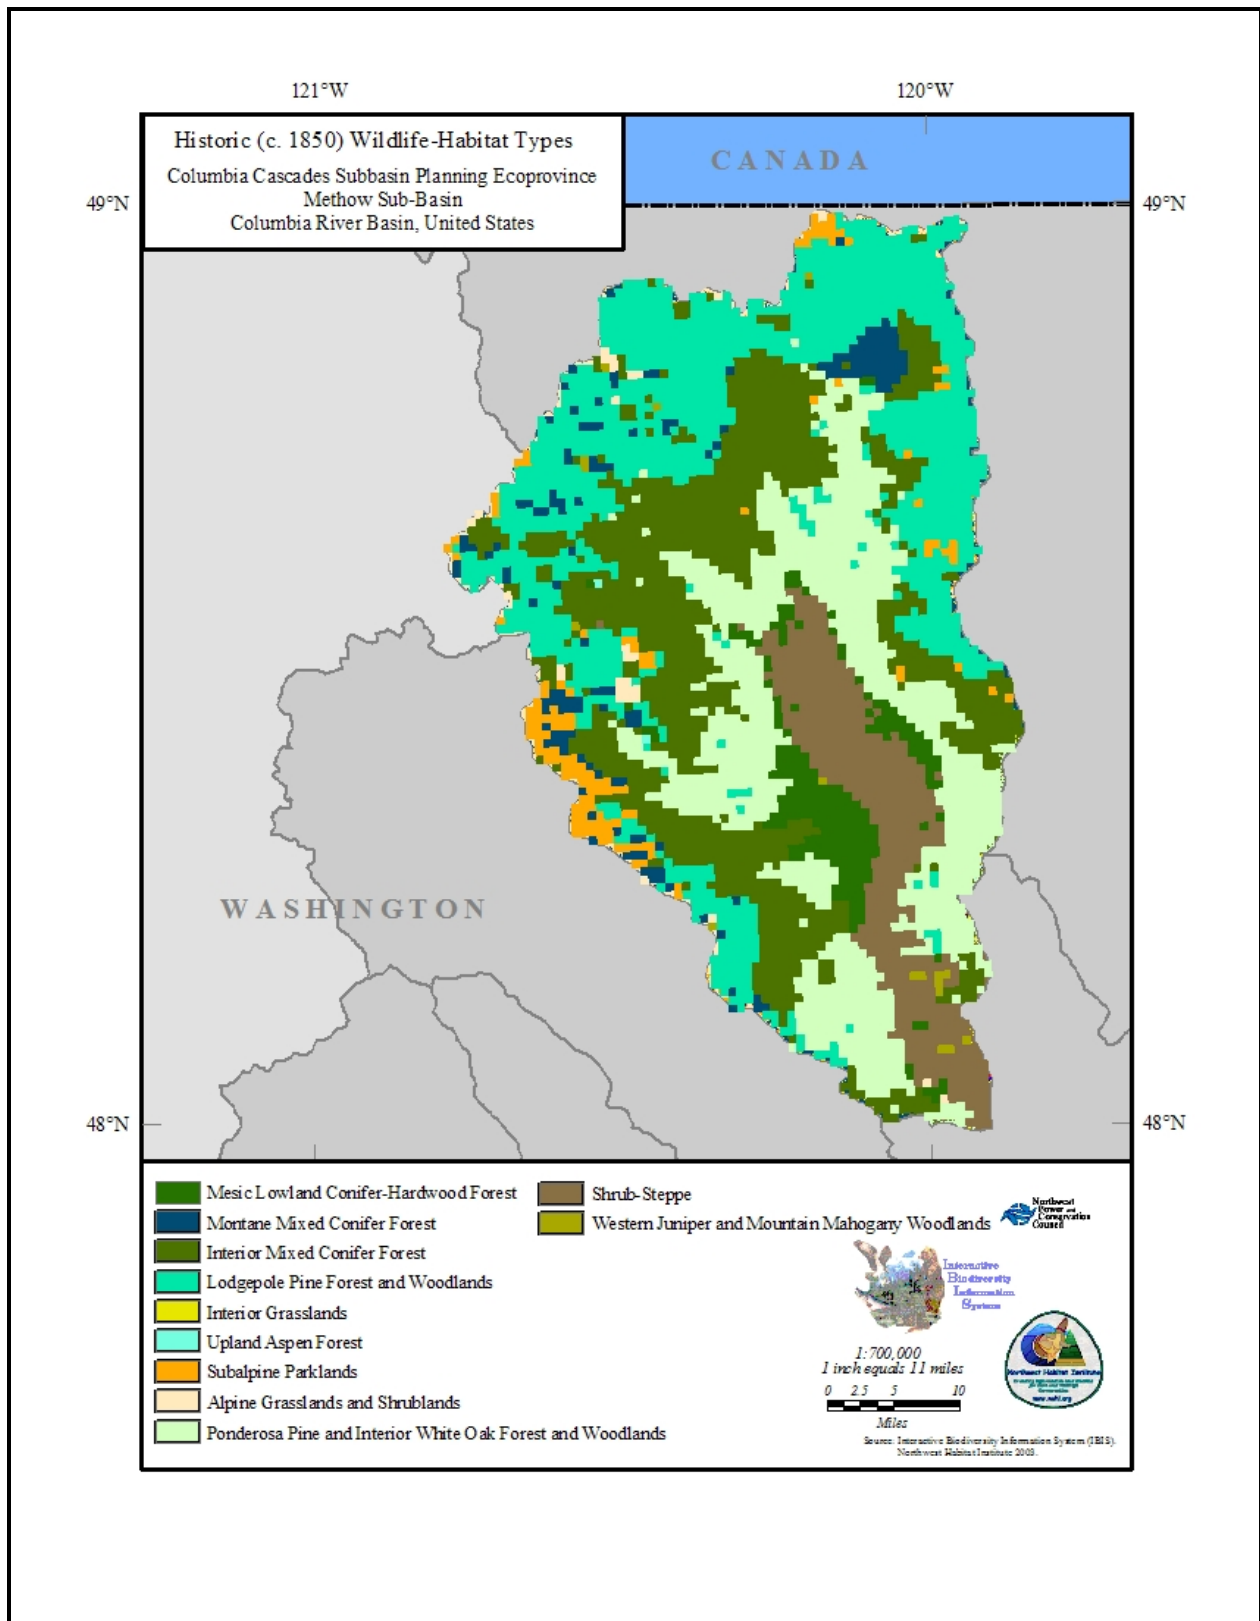 121°W
120°W
Historic (c. 1850) Wildlife-Habitat Types
Columbia Cascades Subbasin Planning Ecoprovince
Methow Sub-Basin
Columbia River Basin, United States
CANADA
49°N
49°N
WASHINGTON
48°N
48°N
Mesic Lowland Conifer-Hardwood Forest
Montane Mixed Conifer Forest
Interior Mixed Conifer Forest
Lodgepole Pine Forest and Woodlands
Interior Grasslands
Upland Aspen Forest
Subalpine Parklands
Alpine Grasslands and Shrublands
Ponderosa Pine and Interior White Oak Forest and Woodlands
Shrub-Steppe
Western Juniper and Mountain Mahogany Woodlands
Northwest
Power and
Conservation
Council
Interactive
Biodiversity
Information
System
Northwest Habitat Institute
www.nwhi.org
1:700,000
1 inch equals 11 miles
0 2.5 5 10
Miles
Source: Interactive Biodiversity Information System (IBIS).
Northwest Habitat Institute 2003.